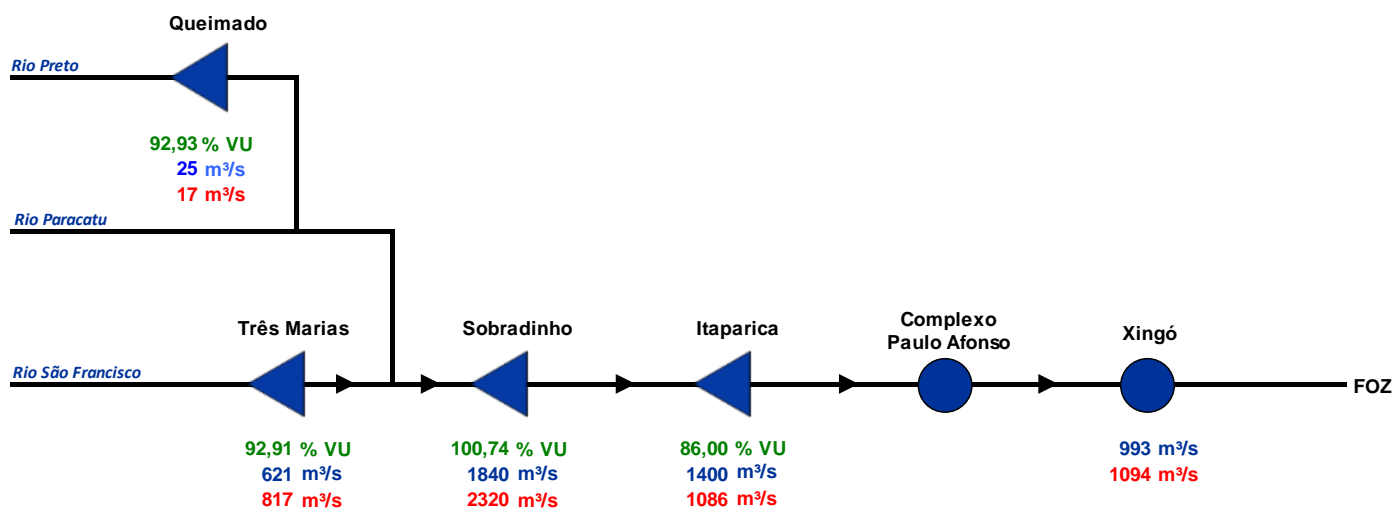 Queimado
Rio Preto
92,93 % VU
25 m³/s
17 m³/s
Rio Paracatu
Três Marias
Sobradinho
Itaparica
Complexo
Paulo Afonso
Xingó
Rio São Francisco
FOZ
92,91 % VU
621 m³/s
817 m³/s
100,74 % VU
1840 m³/s
2320 m³/s
86,00 % VU
1400 m³/s
1086 m³/s
993 m³/s
1094 m³/s